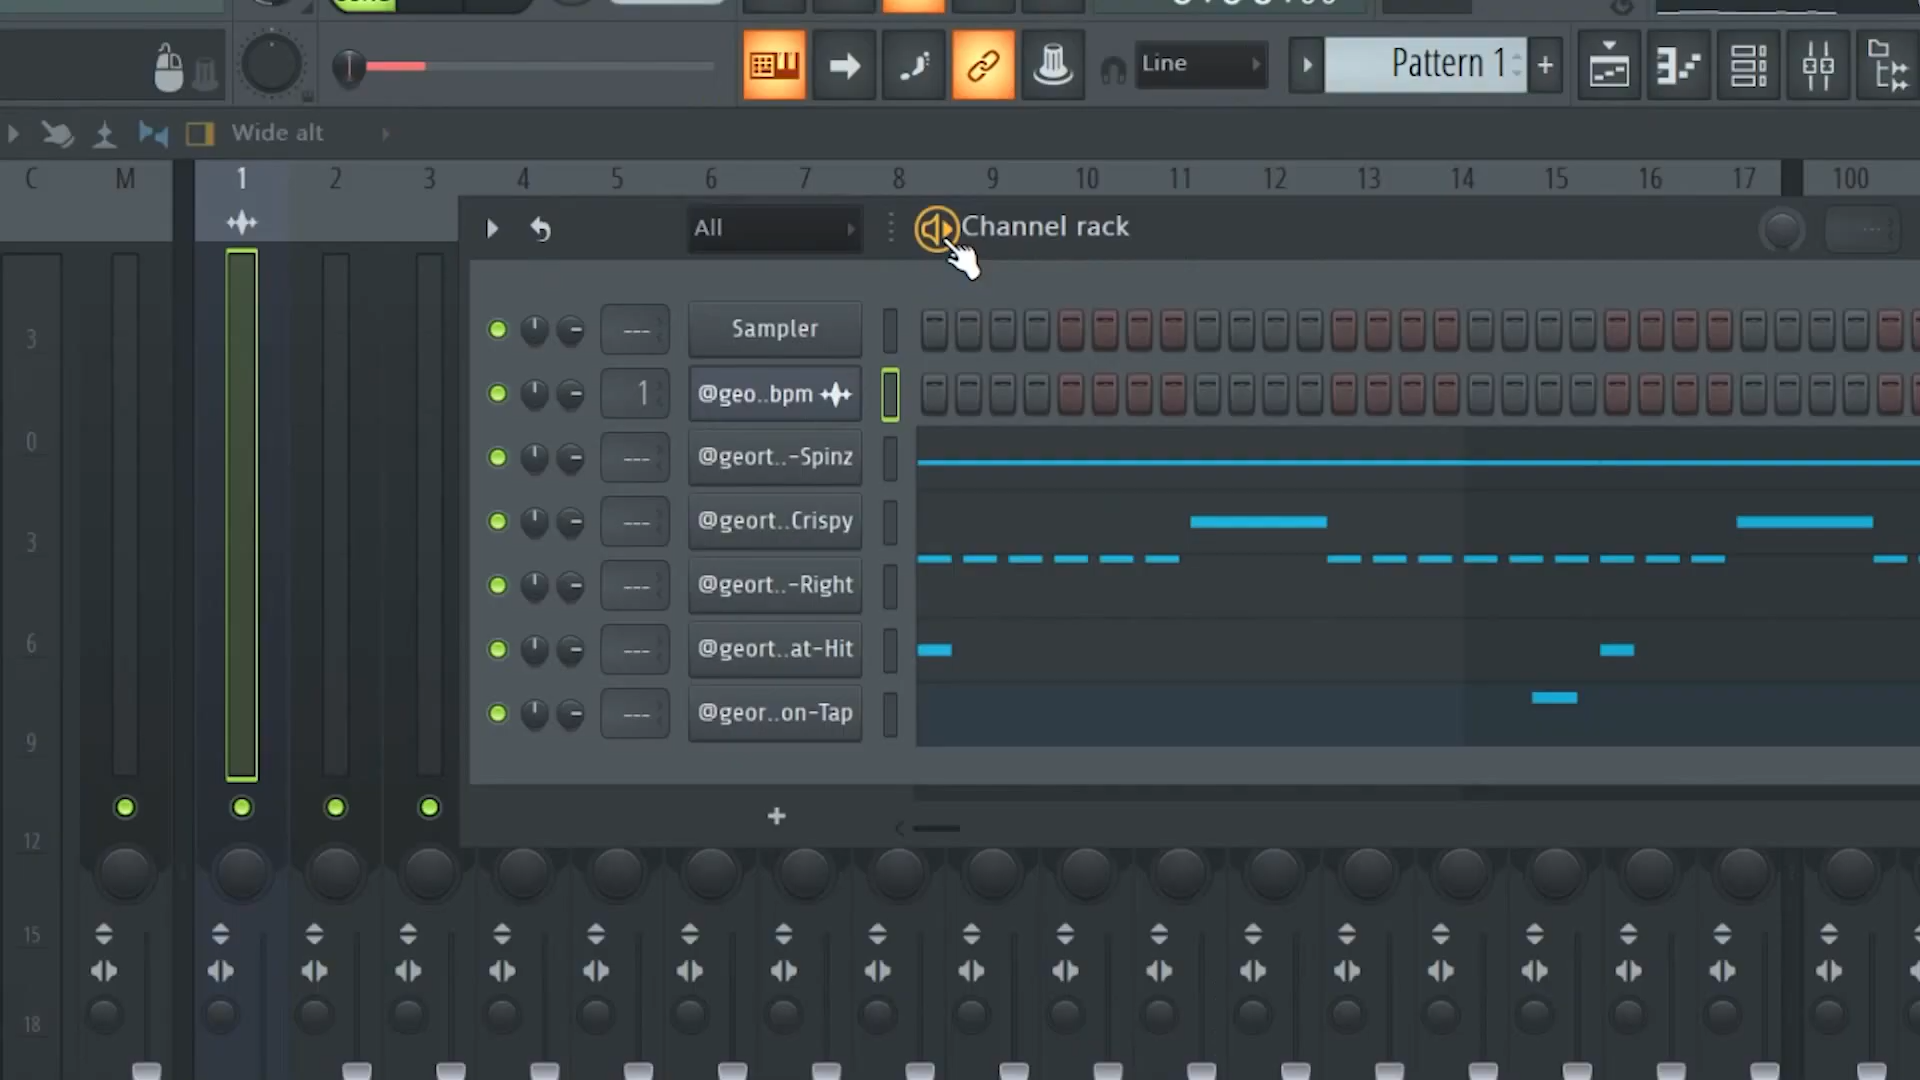 Line
Pattern 1
+
Wide alt
C M 1 2 3 4 5 6 7 8 9 10 11 12 13 14 15 16 17 100
All
Channel rack
3
0
3
6
9
12
15
18
--- Sampler
1 @geo..bpm
--- @geort..-Spinz
--- @geort..Crispy
--- @geort..-Right
--- @geort..at-Hit
--- @geor..on-Tap
+